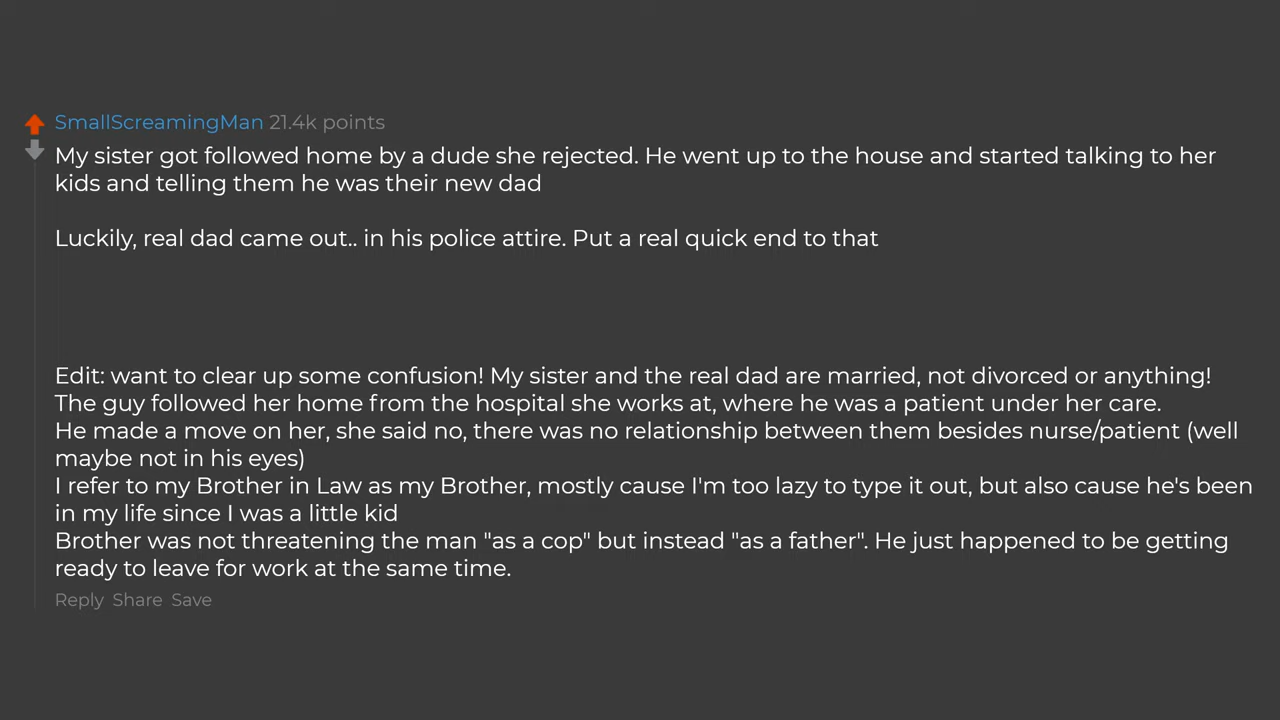 SmallScreamingMan 21.4k points
My sister got followed home by a dude she rejected. He went up to the house and started talking to her
kids and telling them he was their new dad
Luckily, real dad came out.. in his police attire. Put a real quick end to that
Edit: want to clear up some confusion! My sister and the real dad are married, not divorced or anything!
The guy followed her home from the hospital she works at, where he was a patient under her care.
He made a move on her, she said no, there was no relationship between them besides nurse/patient (well
maybe not in his eyes)
I refer to my Brother in Law as my Brother, mostly cause I'm too lazy to type it out, but also cause he's been
in my life since I was a little kid
Brother was not threatening the man "as a cop" but instead "as a father". He just happened to be getting
ready to leave for work at the same time.
Reply Share Save